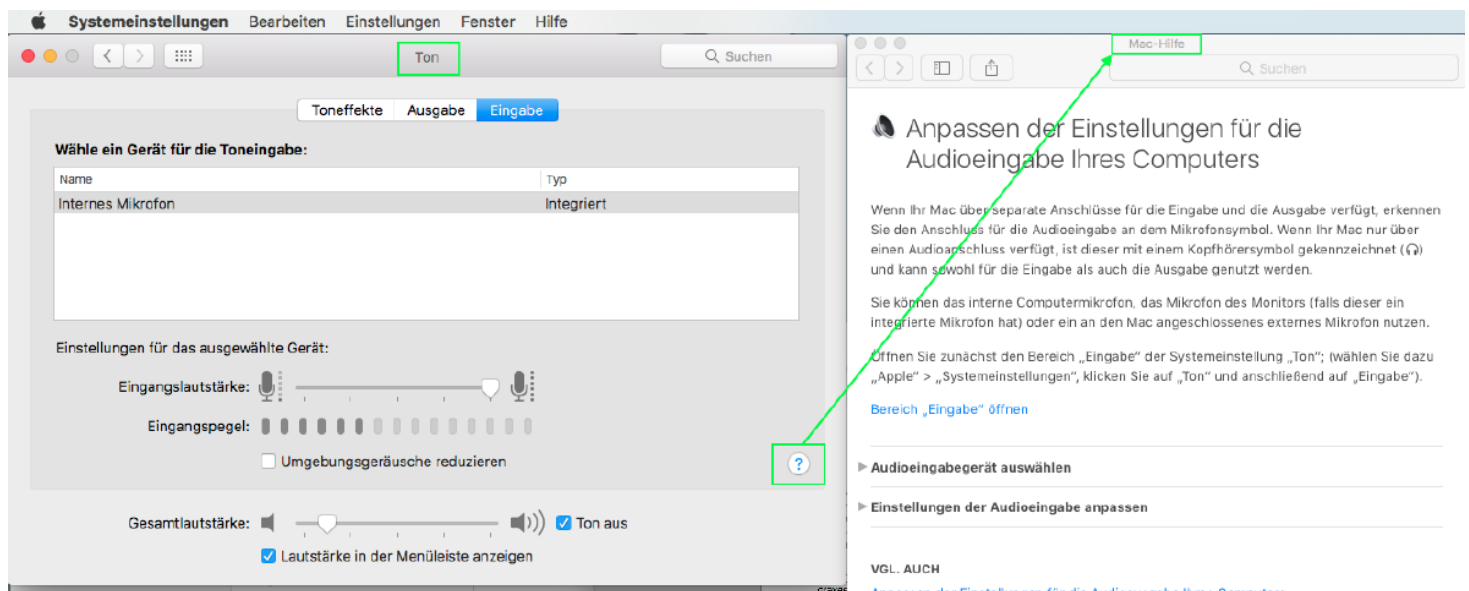 Systemeinstellungen Bearbeiten Einstellungen Fenster Hilfe
Ton
Suchen
Toneffekte Ausgabe Eingabe
Wähle ein Gerät für die Toneingabe:
Name Typ
Internes Mikrofon Integriert
Einstellungen für das ausgewählte Gerät:
Eingangslautstärke:
Eingangspegel:
Umgebungsgeräusche reduzieren
?
Gesamtlautstärke: Ton aus
Lautstärke in der Menüleiste anzeigen
Mac-Hilfe
Suchen
Anpassen der Einstellungen für die
Audioeingabe Ihres Computers
Wenn Ihr Mac über separate Anschlüsse für die Eingabe und die Ausgabe verfügt, erkennen
Sie den Anschluss für die Audioeingabe an dem Mikrofonsymbol. Wenn Ihr Mac nur über
einen Audioanschluss verfügt, ist dieser mit einem Kopfhörersymbol gekennzeichnet ()
und kann sowohl für die Eingabe als auch die Ausgabe genutzt werden.
Sie können das interne Computermikrofon, das Mikrofon des Monitors (falls dieser ein
integrierte Mikrofon hat) oder ein an den Mac angeschlossenes externes Mikrofon nutzen.
Öffnen Sie zunächst den Bereich „Eingabe“ der Systemeinstellung „Ton“; (wählen Sie dazu
„Apple“ > „Systemeinstellungen“, klicken Sie auf „Ton“ und anschließend auf „Eingabe“).
Bereich „Eingabe“ öffnen
Audioeingabegerät auswählen
Einstellungen der Audioeingabe anpassen
VGL. AUCH